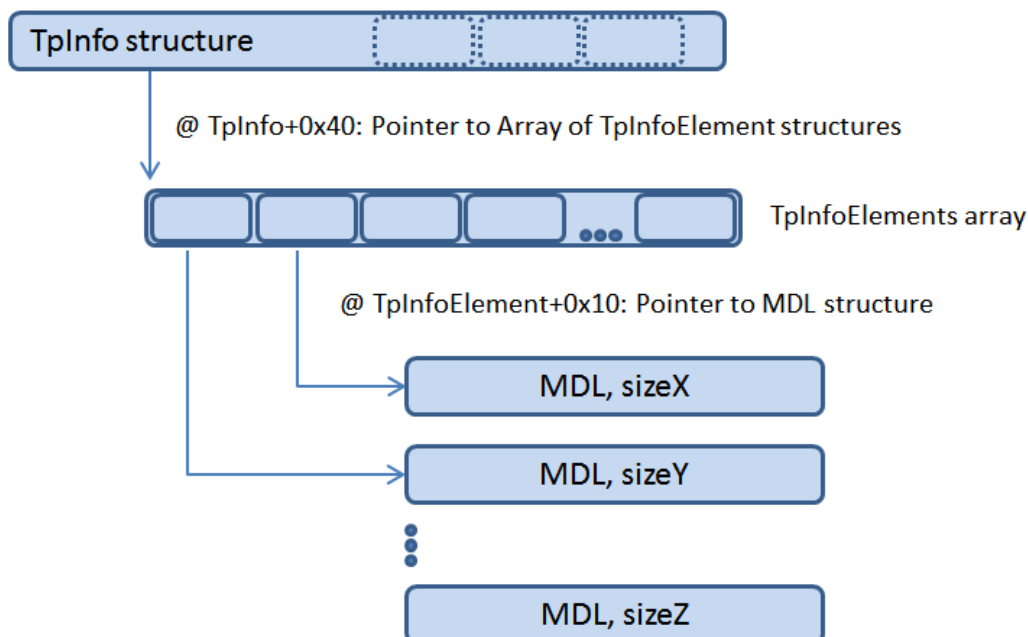 TpInfo structure
@ TpInfo+0x40: Pointer to Array of TpInfoElement structures
TpInfoElements array
@ TpInfoElement+0x10: Pointer to MDL structure
MDL, sizeX
MDL, sizeY
MDL, sizeZ